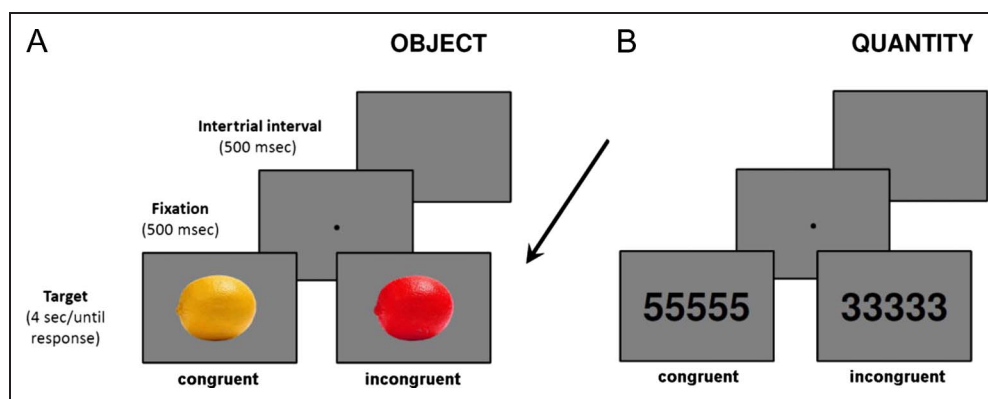 A
OBJECT
Intertrial interval
(500 msec)
Fixation
(500 msec)
Target
(4 sec/until
response)
congruent
incongruent
B
QUANTITY
55555
33333
congruent
incongruent